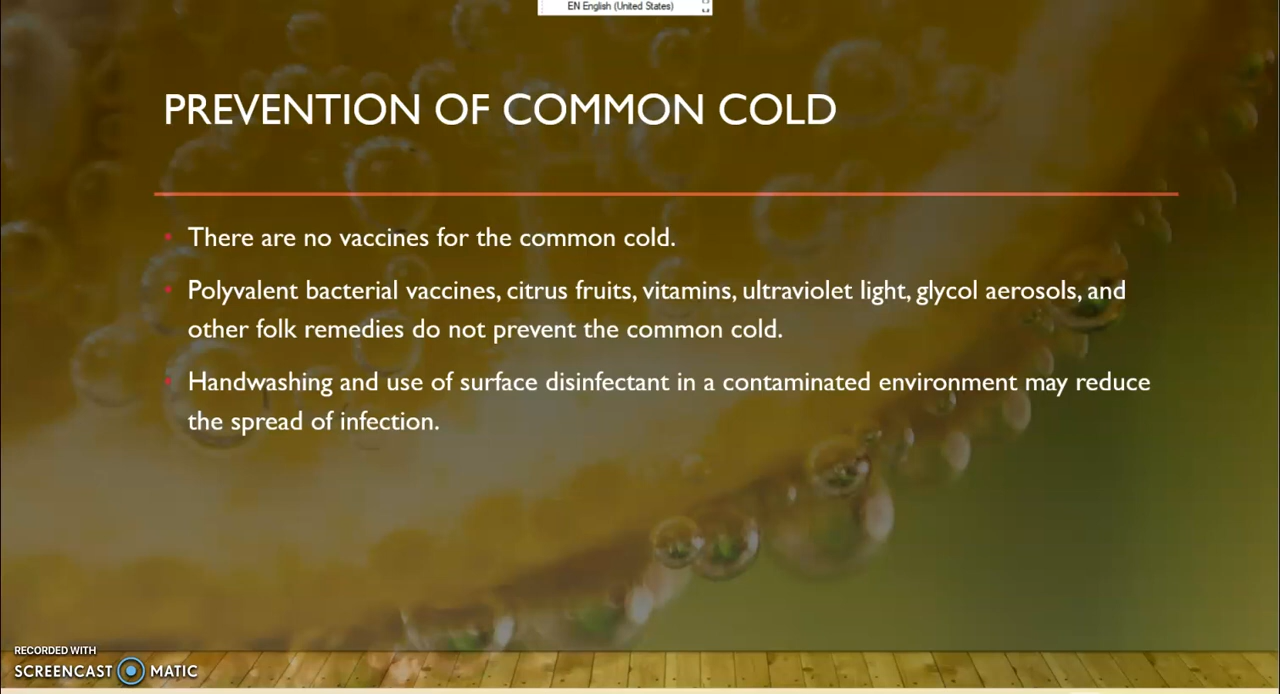 EN English (United States)
PREVENTION OF COMMON COLD
• There are no vaccines for the common cold.
• Polyvalent bacterial vaccines, citrus fruits, vitamins, ultraviolet light, glycol aerosols, and
other folk remedies do not prevent the common cold.
• Handwashing and use of surface disinfectant in a contaminated environment may reduce
the spread of infection.
RECORDED WITH
SCREENCAST MATIC